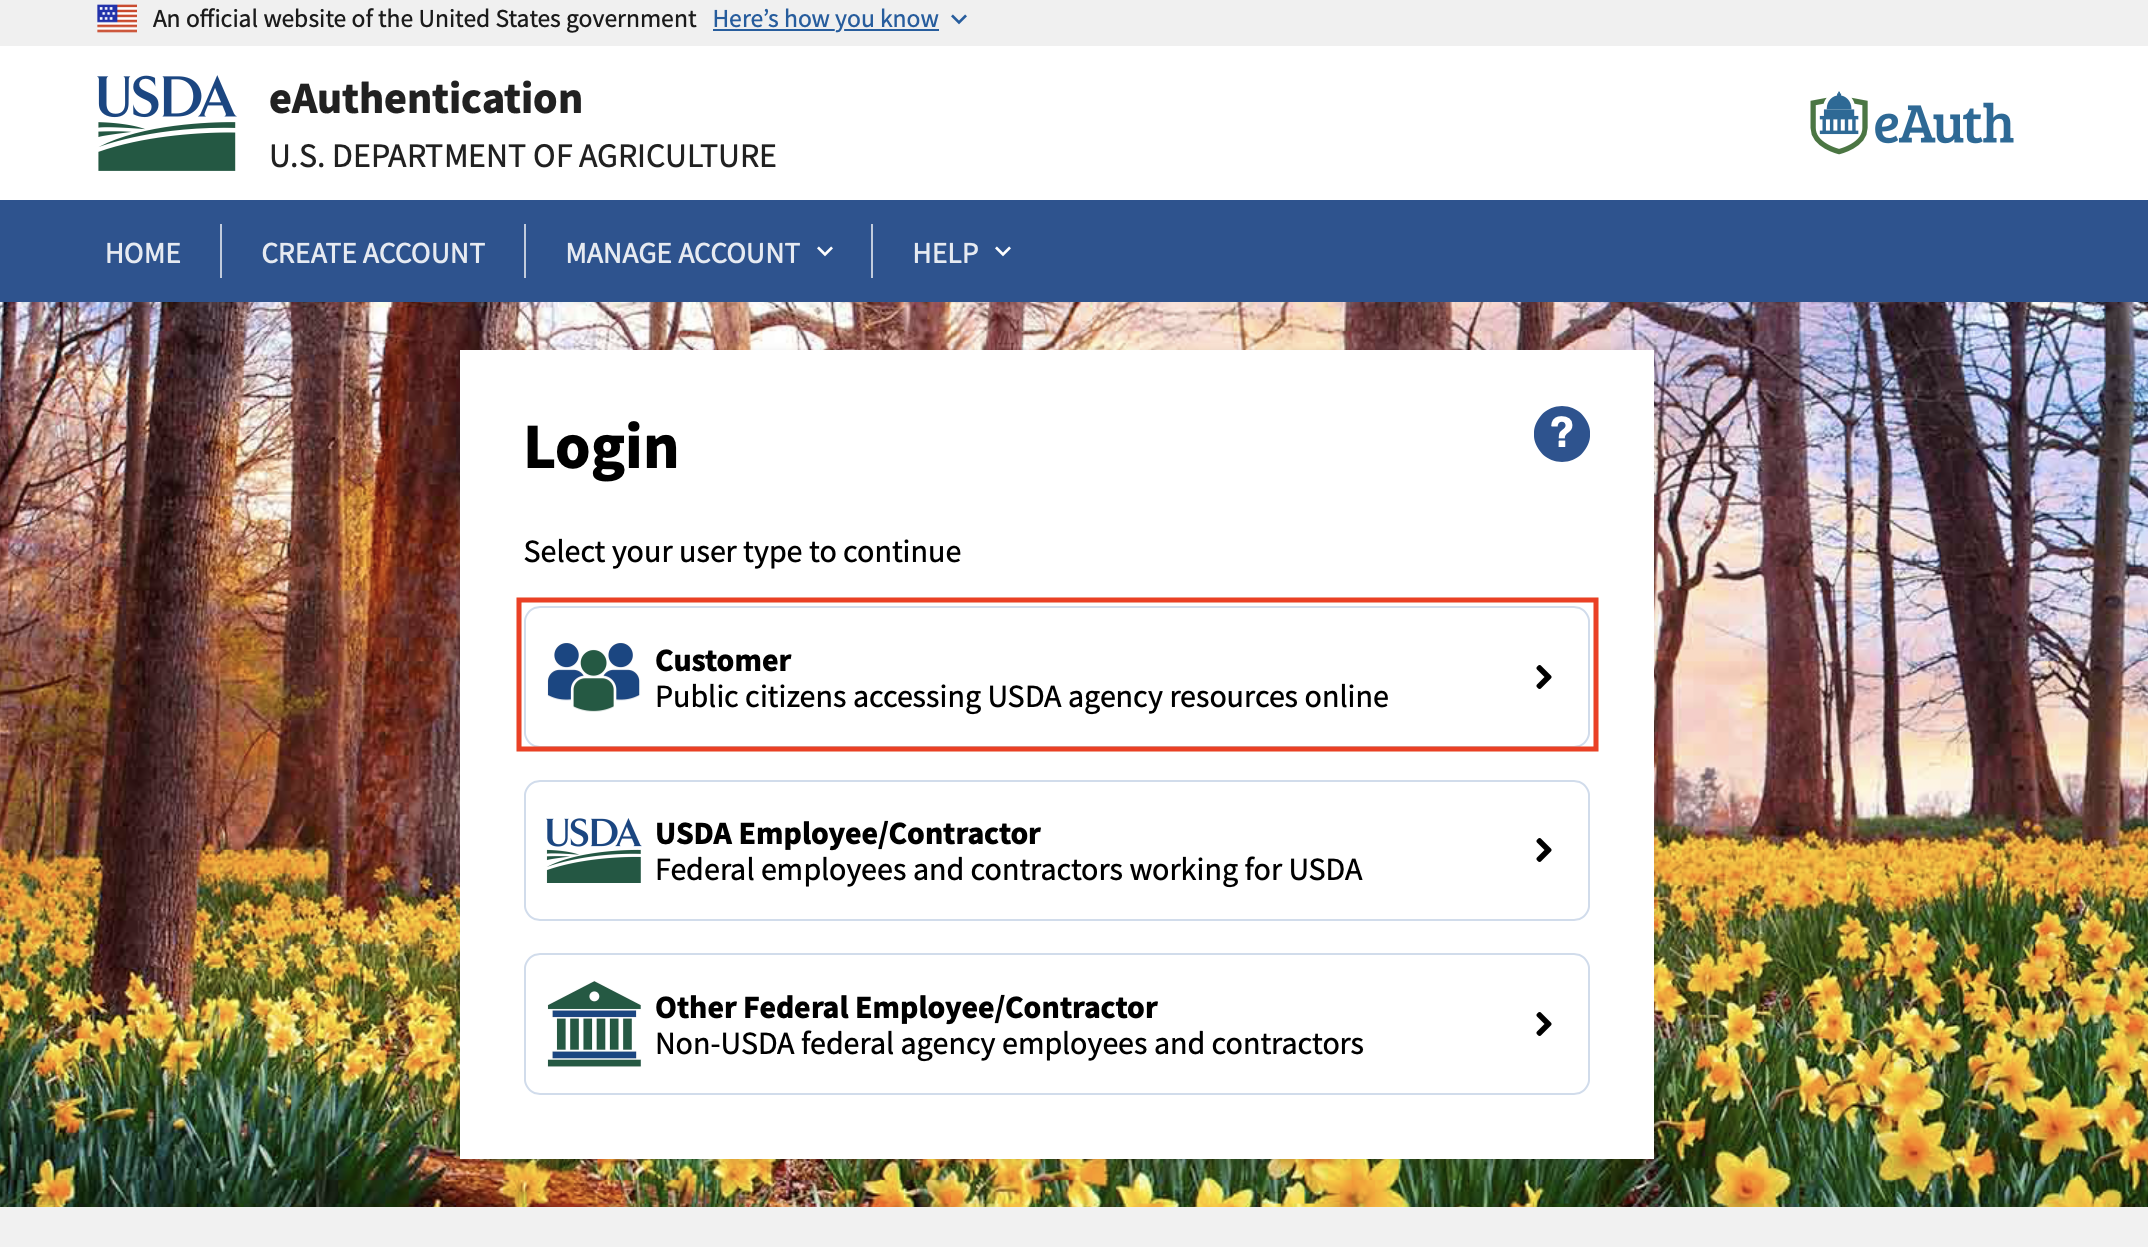 An official website of the United States government Here's how you know
USDA
eAuthentication
U.S. DEPARTMENT OF AGRICULTURE
eAuth
HOME
CREATE ACCOUNT
MANAGE ACCOUNT
HELP
Login
?
Select your user type to continue
Customer
Public citizens accessing USDA agency resources online
USDA
USDA Employee/Contractor
Federal employees and contractors working for USDA
Other Federal Employee/Contractor
Non-USDA federal agency employees and contractors